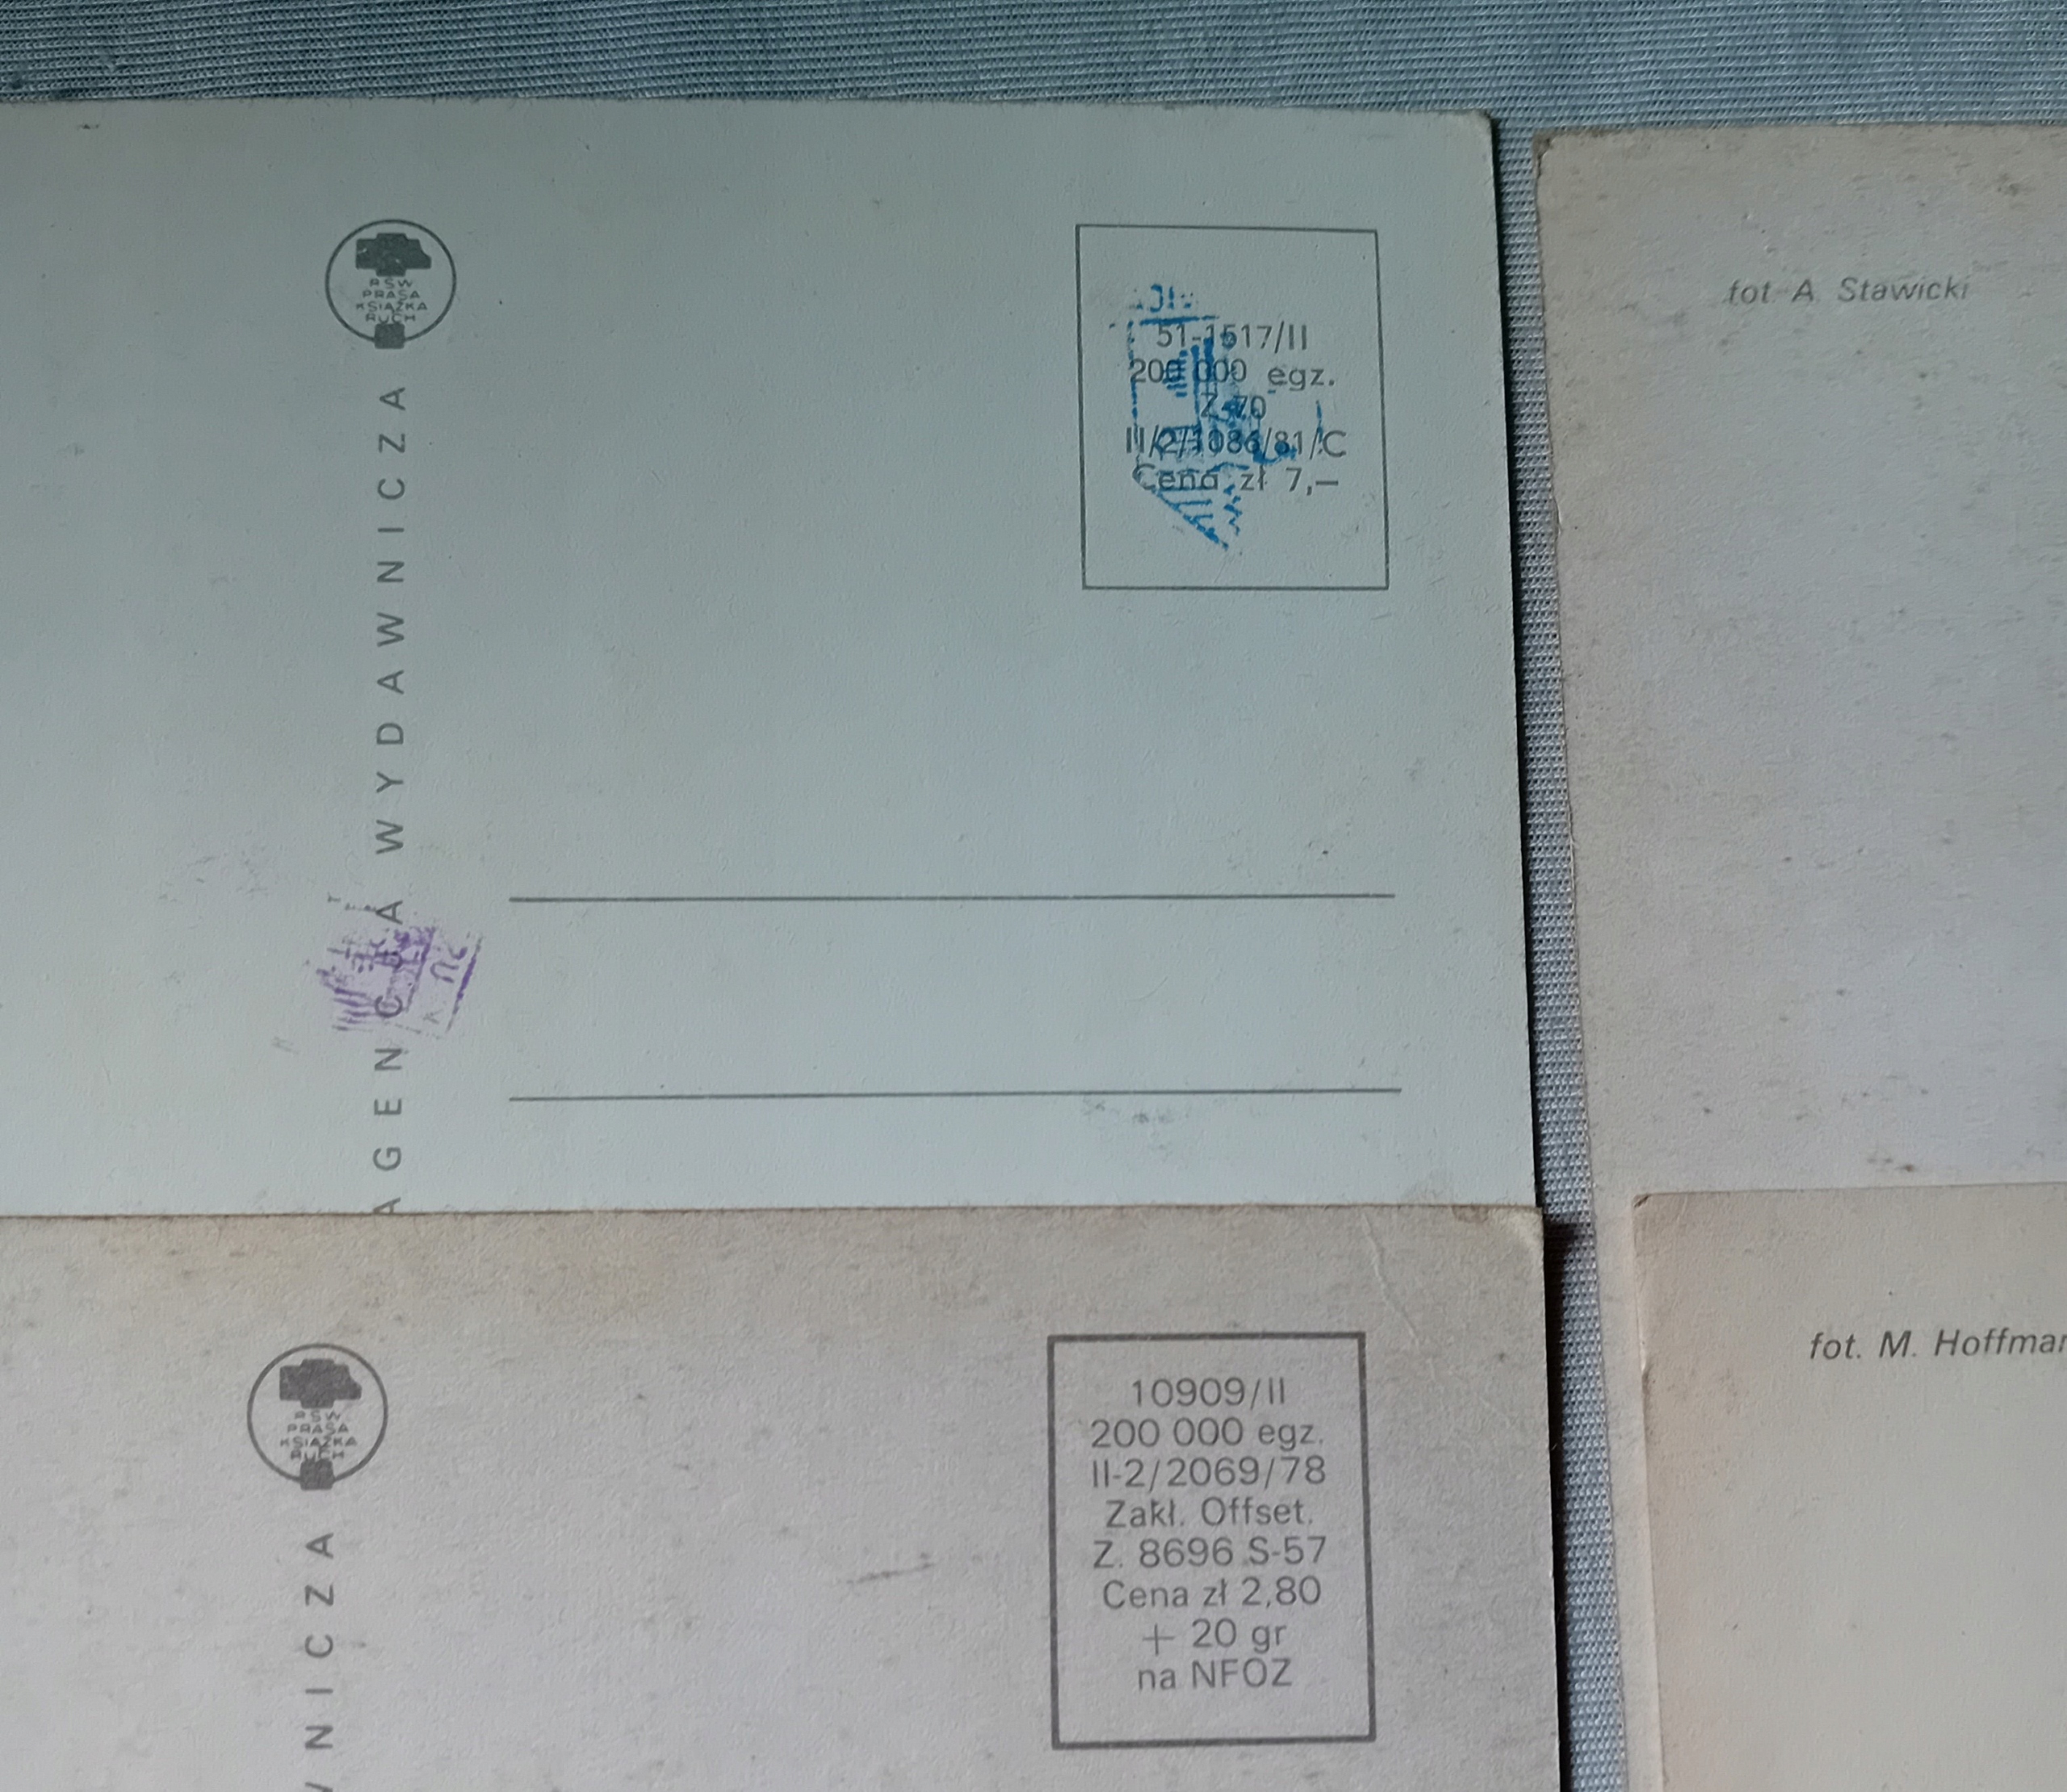 RSW
PRASA
KSIĄŻKA
RUCH
AGENCJA WYDAWNICZA
51-1517/II
200 000 egz.
Z-70
II/2/1086/81/C
Cena zł 7,—
fot A. Stawicki
RSW
PRASA
KSIĄŻKA
RUCH
WNICZA
10909/II
200 000 egz.
II-2/2069/78
Zakł. Offset.
Z. 8696 S-57
Cena zł 2,80
+ 20 gr
na NFOZ
fot. M. Hoffman